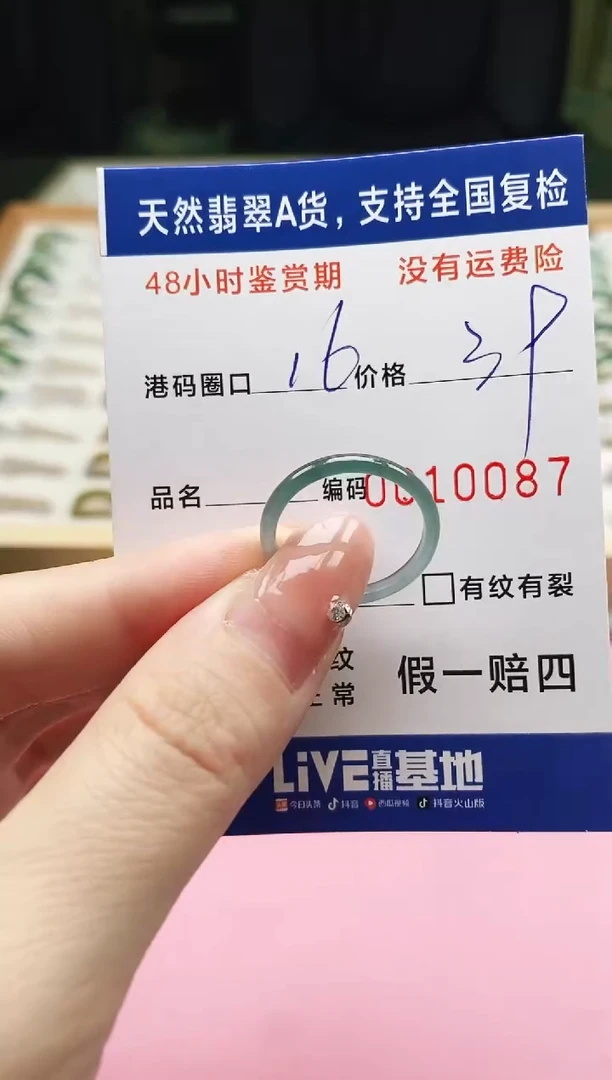 天然翡翠A货，支持全国复检
48小时鉴赏期 没有运费险
港码圈口 16 价格
品名 编码 0010087
有纹有裂
纹 假一赔四
常
LiVE直播基地
今日头条 抖音 西瓜视频 抖音火山版